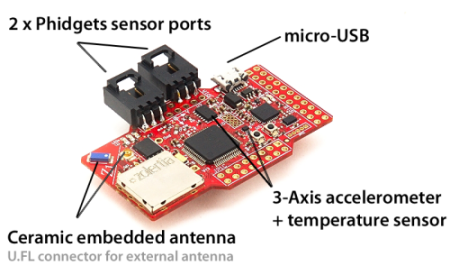 2 x Phidgets sensor ports
micro-USB
3-Axis accelerometer
+ temperature sensor
Ceramic embedded antenna
U.FL connector for external antenna